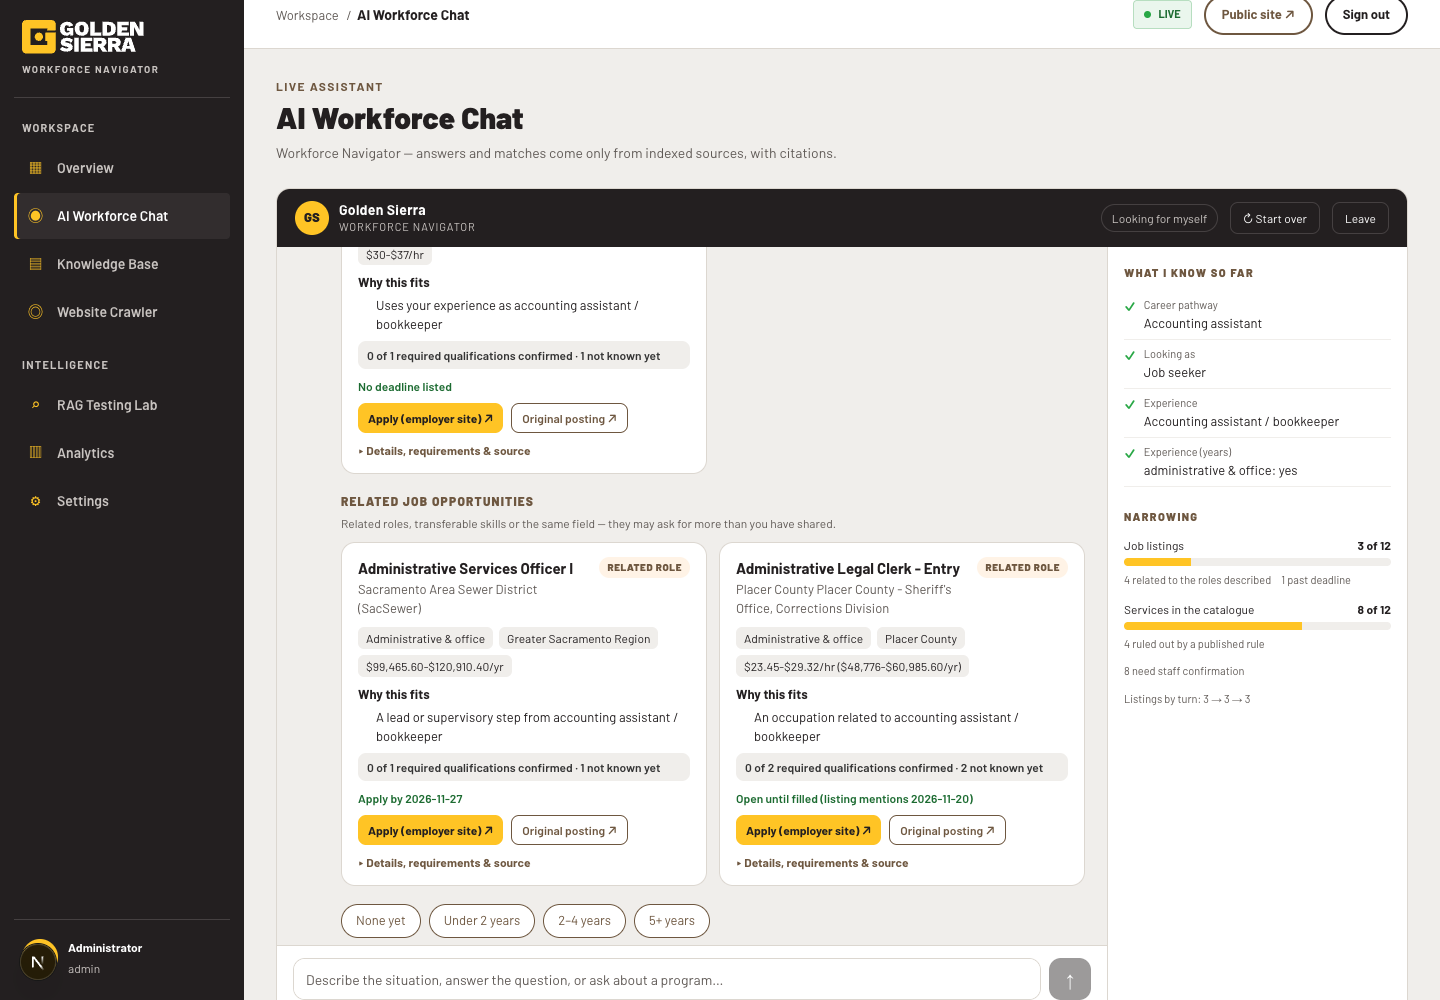 GOLDEN
SIERRA
WORKFORCE NAVIGATOR
WORKSPACE
Overview
AI Workforce Chat
Knowledge Base
Website Crawler
INTELLIGENCE
RAG Testing Lab
Analytics
Settings
N
Administrator
admin
Workspace / AI Workforce Chat
LIVE
Public site ↗
Sign out
LIVE ASSISTANT
AI Workforce Chat
Workforce Navigator — answers and matches come only from indexed sources, with citations.
GS
Golden Sierra
WORKFORCE NAVIGATOR
Looking for myself
↻ Start over
Leave
$30-$37/hr
Why this fits
Uses your experience as accounting assistant /
bookkeeper
0 of 1 required qualifications confirmed · 1 not known yet
No deadline listed
Apply (employer site) ↗
Original posting ↗
▸ Details, requirements & source
RELATED JOB OPPORTUNITIES
Related roles, transferable skills or the same field — they may ask for more than you have shared.
Administrative Services Officer I
RELATED ROLE
Sacramento Area Sewer District
(SacSewer)
Administrative & office
Greater Sacramento Region
$99,465.60-$120,910.40/yr
Why this fits
A lead or supervisory step from accounting assistant /
bookkeeper
0 of 1 required qualifications confirmed · 1 not known yet
Apply by 2026-11-27
Apply (employer site) ↗
Original posting ↗
▸ Details, requirements & source
Administrative Legal Clerk - Entry
RELATED ROLE
Placer County Placer County - Sheriff's
Office, Corrections Division
Administrative & office
Placer County
$23.45-$29.32/hr ($48,776-$60,985.60/yr)
Why this fits
An occupation related to accounting assistant /
bookkeeper
0 of 2 required qualifications confirmed · 2 not known yet
Open until filled (listing mentions 2026-11-20)
Apply (employer site) ↗
Original posting ↗
▸ Details, requirements & source
None yet
Under 2 years
2–4 years
5+ years
Describe the situation, answer the question, or ask about a program...
↑
WHAT I KNOW SO FAR
Career pathway
Accounting assistant
Looking as
Job seeker
Experience
Accounting assistant / bookkeeper
Experience (years)
administrative & office: yes
NARROWING
Job listings
3 of 12
4 related to the roles described 1 past deadline
Services in the catalogue
8 of 12
4 ruled out by a published rule
8 need staff confirmation
Listings by turn: 3 → 3 → 3